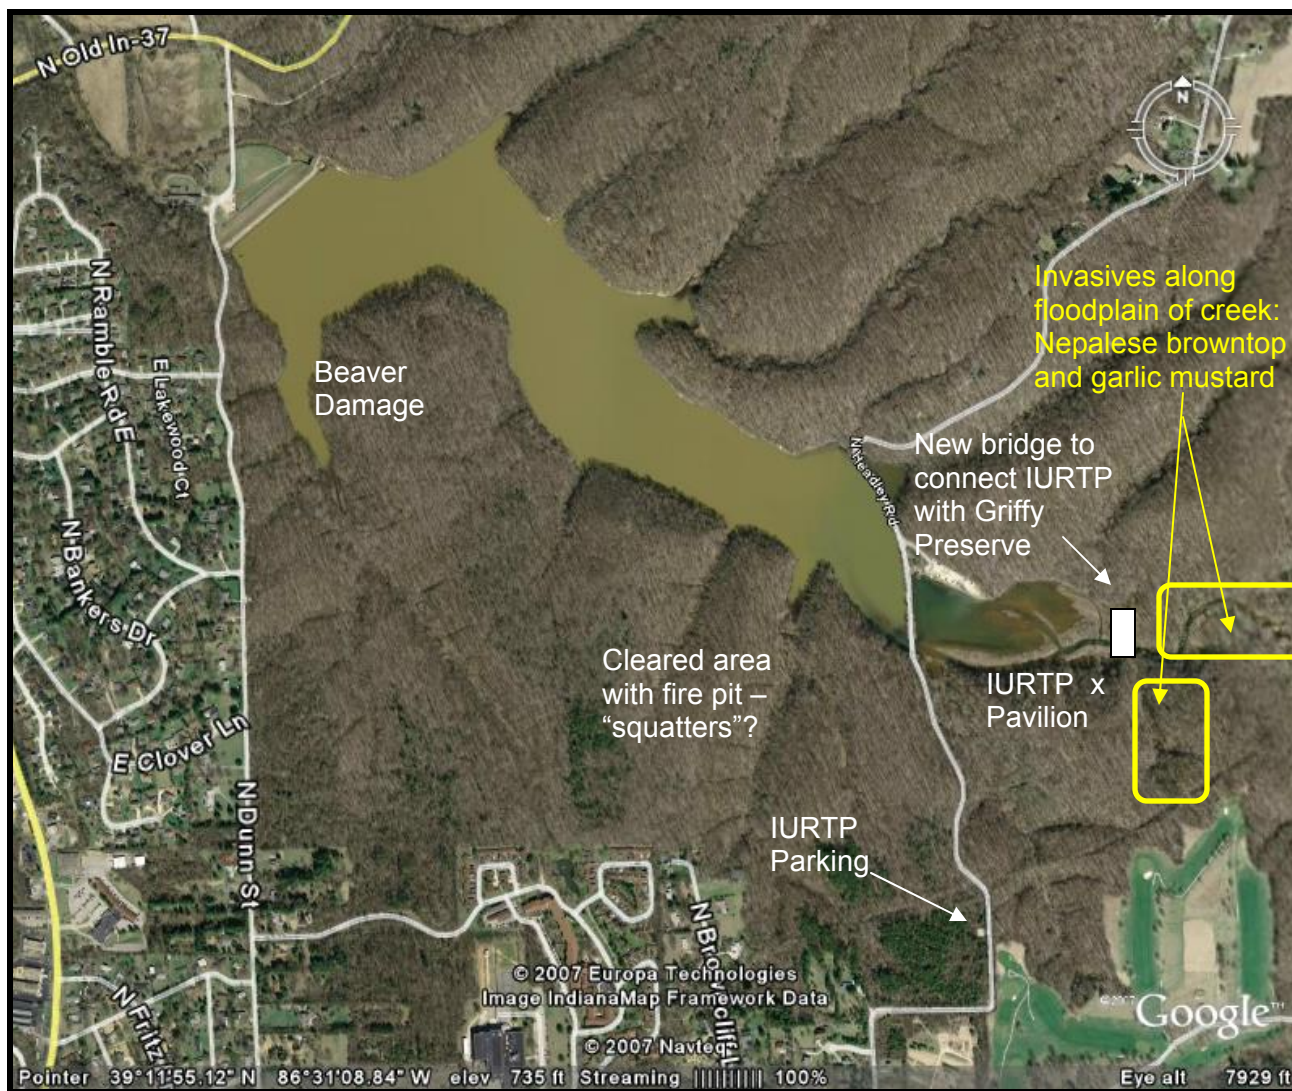 N Old In-37
N
Invasives along
floodplain of creek:
Nepalese browntop
and garlic mustard
N Ramble Rd E
E Lakewood Ct
Beaver
Damage
N Headley Rd
New bridge to
connect IURTP
with Griffy
Preserve
N Bankers Dr
Cleared area
with fire pit –
“squatters”?
IURTP x
Pavilion
E Clover Ln
N Dunn St
IURTP
Parking
N Fritz
© 2007 Europa Technologies
Image IndianaMap Framework Data
© 2007 Navteq
©2007 Google™
Pointer 39°11'55.12" N 86°31'08.84" W elev 735 ft Streaming |||||||||| 100% Eye alt 7929 ft